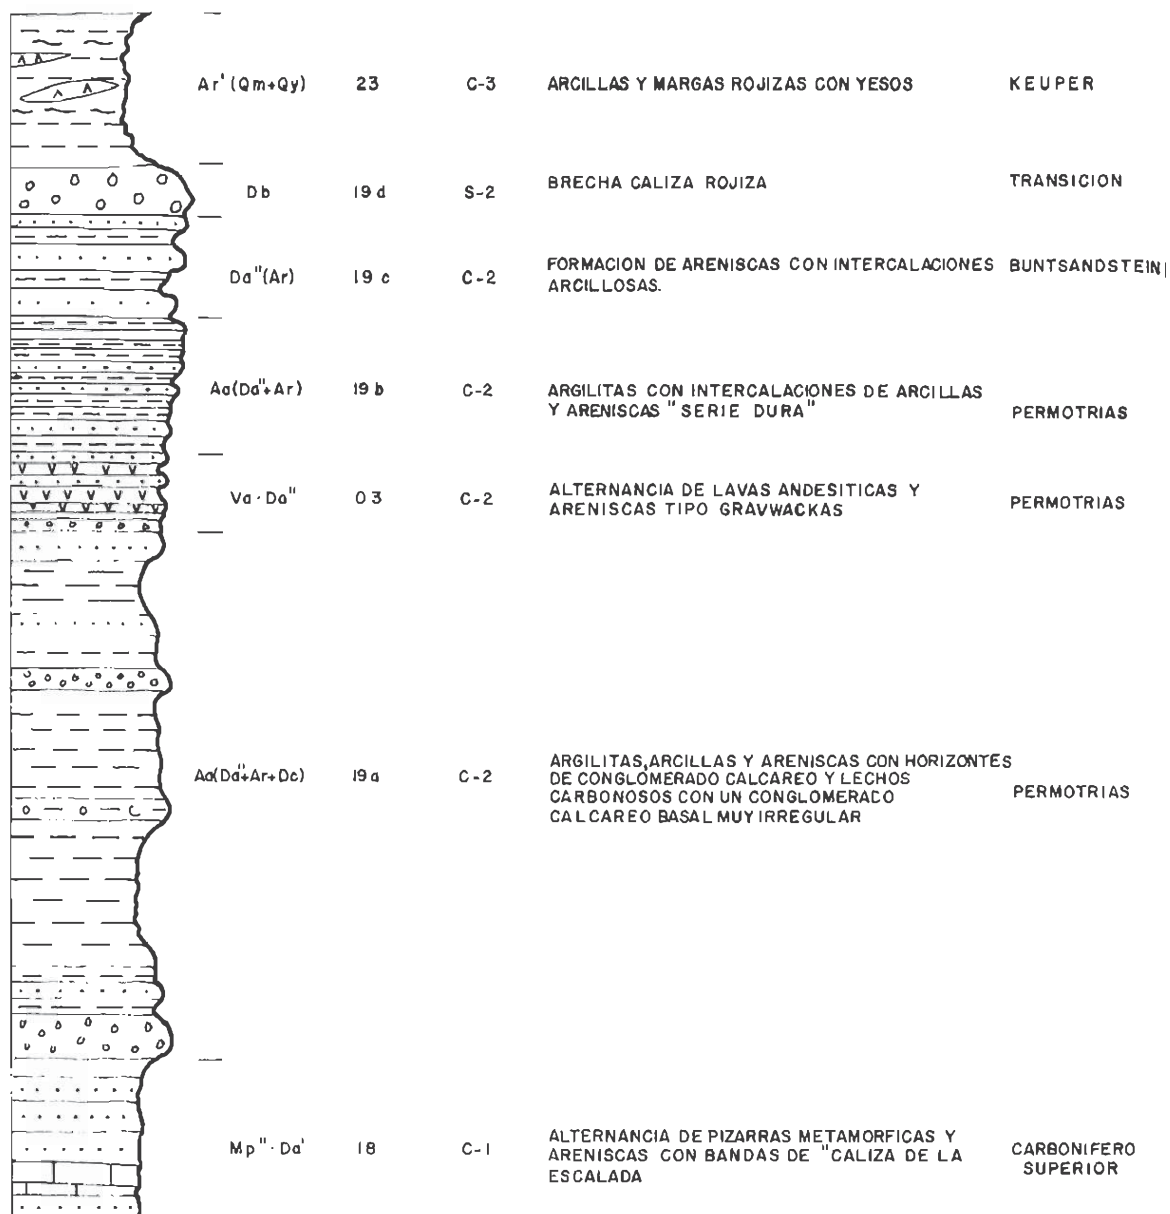 Ar' (Qm+Qy) 23 C-3 ARCILLAS Y MARGAS ROJIZAS CON YESOS KEUPER
Db 19 d S-2 BRECHA CALIZA ROJIZA TRANSICION
Da"(Ar) 19 c C-2 FORMACION DE ARENISCAS CON INTERCALACIONES BUNTSANDSTEIN
ARCILLOSAS.
Aa(Da"+Ar) 19 b C-2 ARGILITAS CON INTERCALACIONES DE ARCILLAS
Y ARENISCAS "SERIE DURA" PERMOTRIAS
Va · Da" 03 C-2 ALTERNANCIA DE LAVAS ANDESITICAS Y
ARENISCAS TIPO GRAVWACKAS PERMOTRIAS
Aa(Da"+Ar+Dc) 19 a C-2 ARGILITAS, ARCILLAS Y ARENISCAS CON HORIZONTES
DE CONGLOMERADO CALCAREO Y LECHOS
CARBONOSOS CON UN CONGLOMERADO PERMOTRIAS
CALCAREO BASAL MUY IRREGULAR
Mp" · Da' 18 C-1 ALTERNANCIA DE PIZARRAS METAMORFICAS Y
ARENISCAS CON BANDAS DE "CALIZA DE LA CARBONIFERO
ESCALADA SUPERIOR